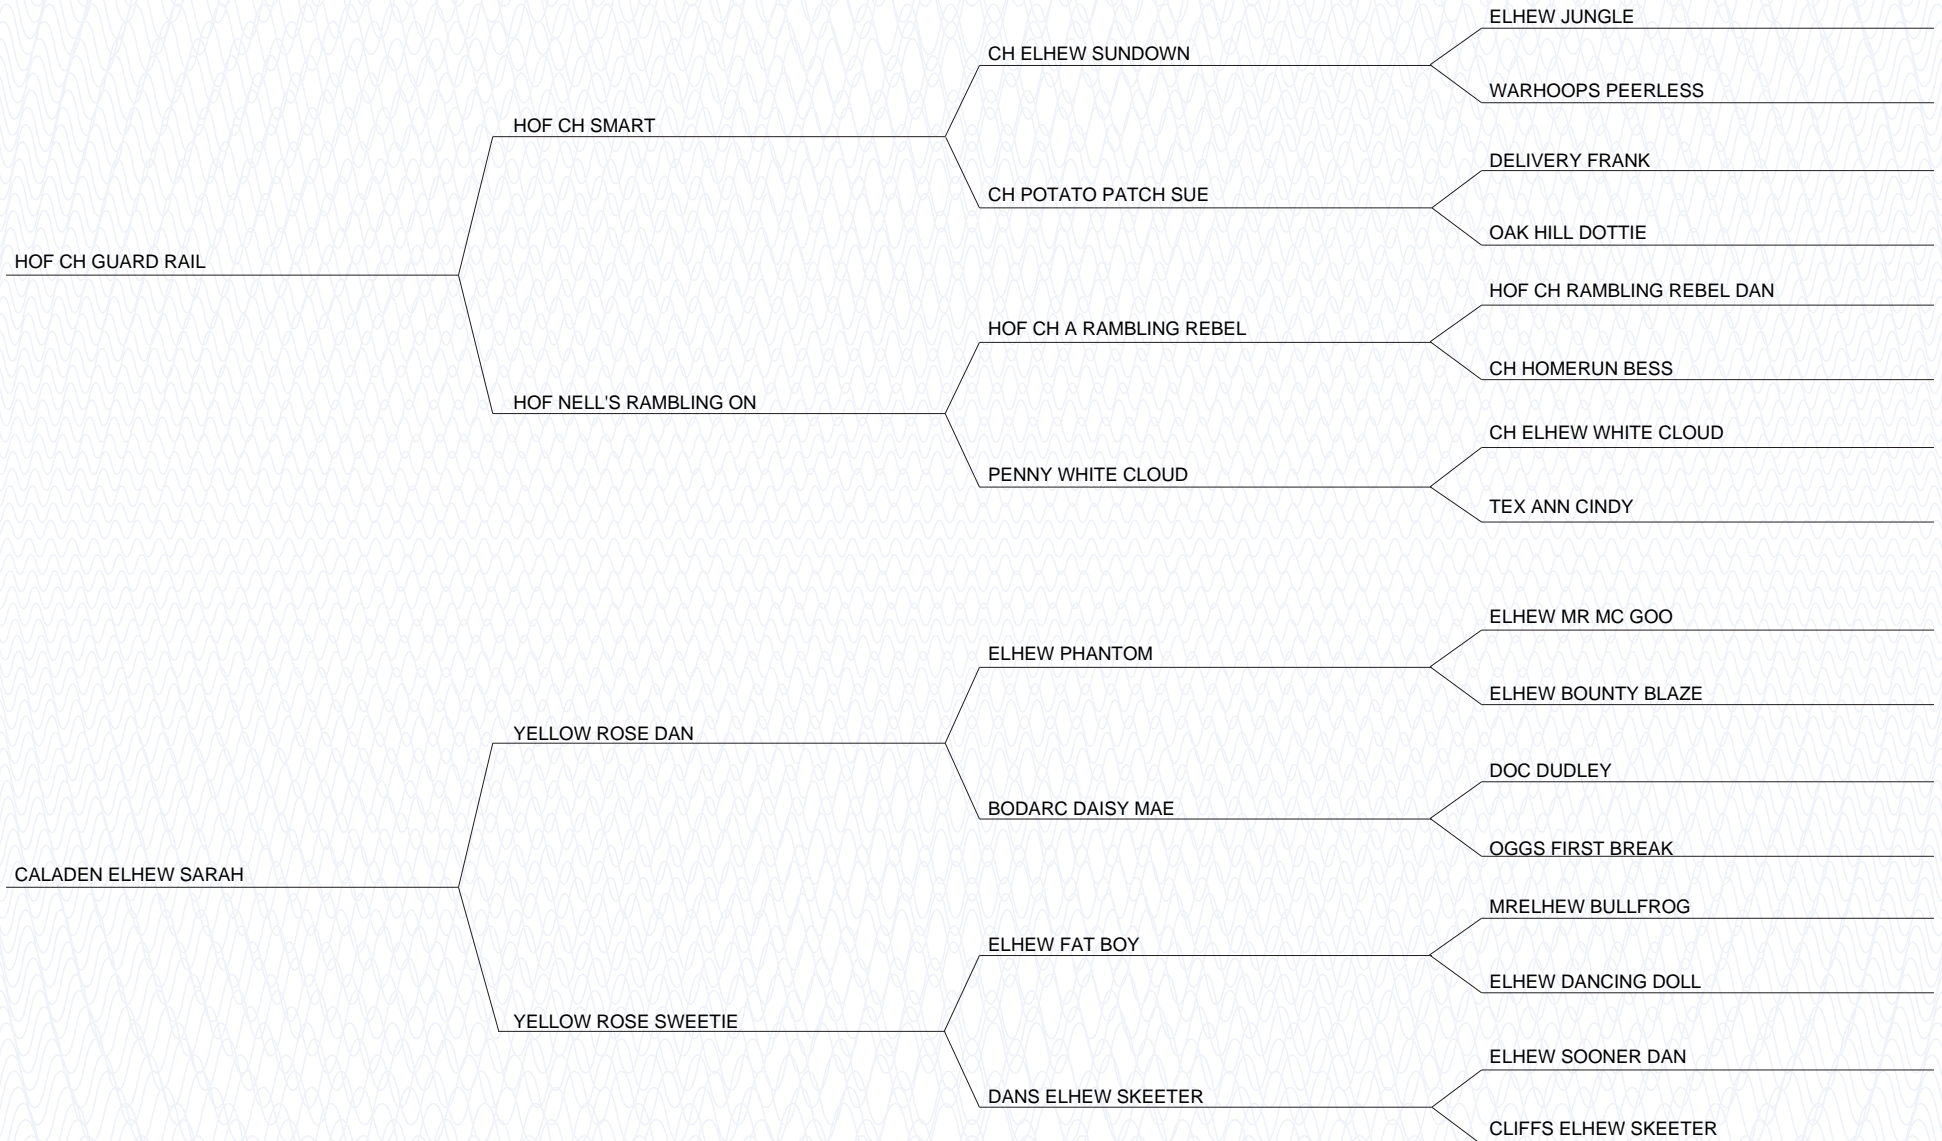 ELHEW JUNGLE
CH ELHEW SUNDOWN
WARHOOPS PEERLESS
HOF CH SMART
DELIVERY FRANK
CH POTATO PATCH SUE
OAK HILL DOTTIE
HOF CH GUARD RAIL
HOF CH RAMBLING REBEL DAN
HOF CH A RAMBLING REBEL
CH HOMERUN BESS
HOF NELL'S RAMBLING ON
CH ELHEW WHITE CLOUD
PENNY WHITE CLOUD
TEX ANN CINDY
ELHEW MR MC GOO
ELHEW PHANTOM
ELHEW BOUNTY BLAZE
YELLOW ROSE DAN
DOC DUDLEY
BODARC DAISY MAE
OGGS FIRST BREAK
CALADEN ELHEW SARAH
MRELHEW BULLFROG
ELHEW FAT BOY
ELHEW DANCING DOLL
YELLOW ROSE SWEETIE
ELHEW SOONER DAN
DANS ELHEW SKEETER
CLIFFS ELHEW SKEETER